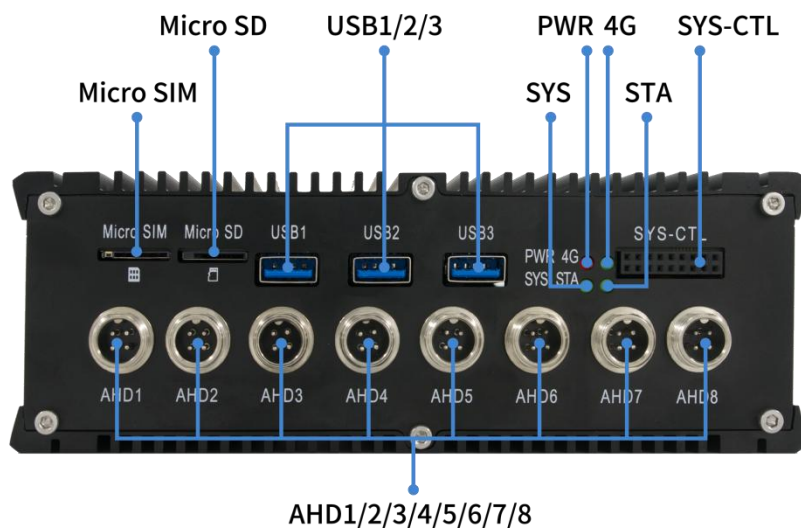 Micro SD USB1/2/3 PWR 4G SYS-CTL
Micro SIM SYS STA
Micro SIM Micro SD USB1 USB2 USB3 SYS-CTL
PWR 4G
SYS STA
AHD1 AHD2 AHD3 AHD4 AHD5 AHD6 AHD7 AHD8
AHD1/2/3/4/5/6/7/8